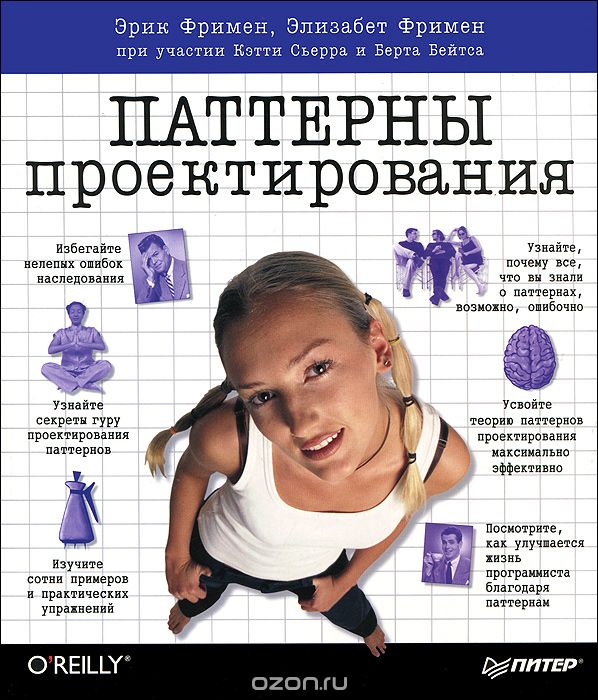 Эрик Фримен, Элизабет Фримен
при участии Кэтти Сьерра и Берта Бейтса
ПАТТЕРНЫ
проектирования
Избегайте
нелепых ошибок
наследования
Узнайте,
почему все,
что вы знали
о паттернах,
возможно, ошибочно
Узнайте
секреты гуру
проектирования
паттернов
Усвойте
теорию паттернов
проектирования
максимально
эффективно
Изучите
сотни примеров
и практических
упражнений
Посмотрите,
как улучшается
жизнь
программиста
благодаря
паттернам
O'REILLY®
ПИТЕР®
ozon.ru